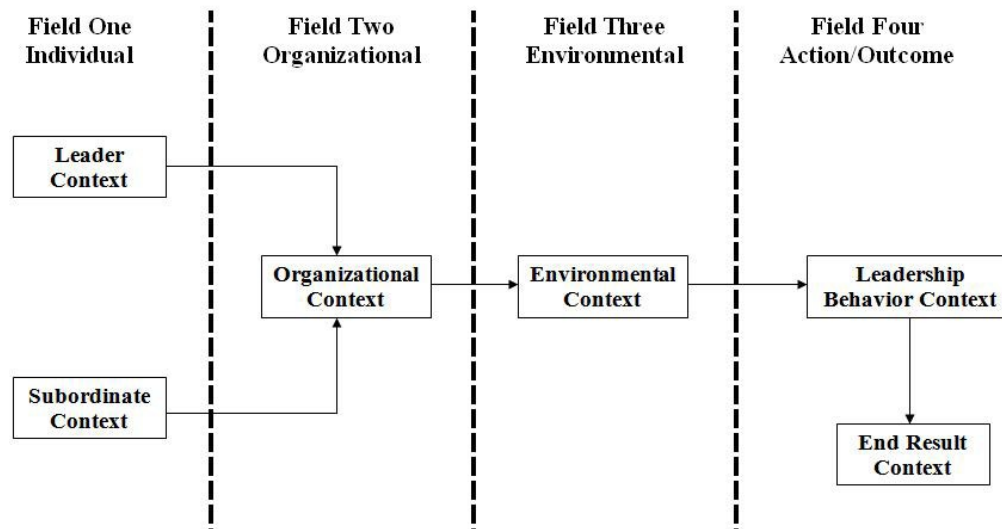 Field One
Individual
Field Two
Organizational
Field Three
Environmental
Field Four
Action/Outcome
Leader
Context
Organizational
Context
Environmental
Context
Leadership
Behavior Context
Subordinate
Context
End Result
Context